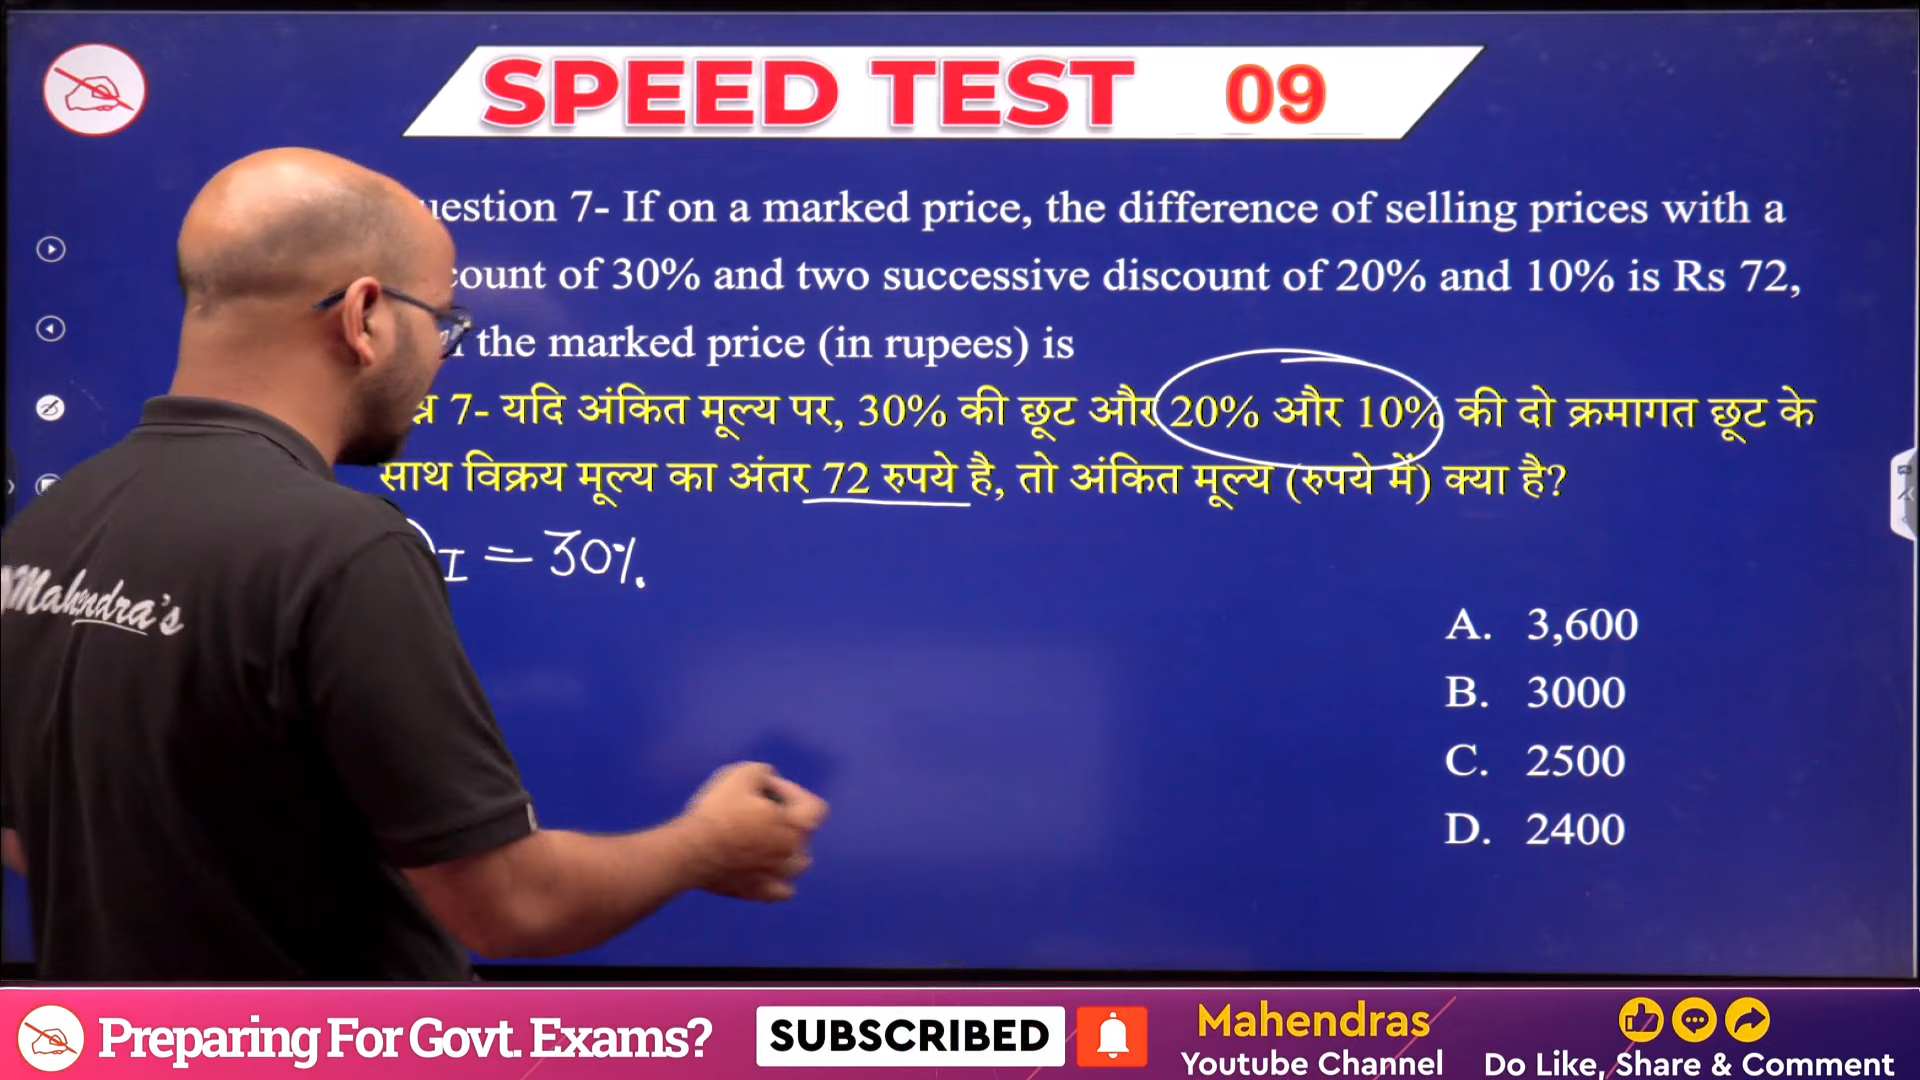 SPEED TEST 09
uestion 7- If on a marked price, the difference of selling prices with a
count of 30% and two successive discount of 20% and 10% is Rs 72,
the marked price (in rupees) is
7- यदि अंकित मूल्य पर, 30% की छूट और 20% और 10% की दो क्रमागत छूट के
साथ विक्रय मूल्य का अंतर 72 रुपये है, तो अंकित मूल्य (रुपये में) क्या है?
I = 30%.
A. 3,600
B. 3000
C. 2500
D. 2400
Mahendra's
Preparing For Govt. Exams?
SUBSCRIBED
Mahendras
Youtube Channel
Do Like, Share & Comment